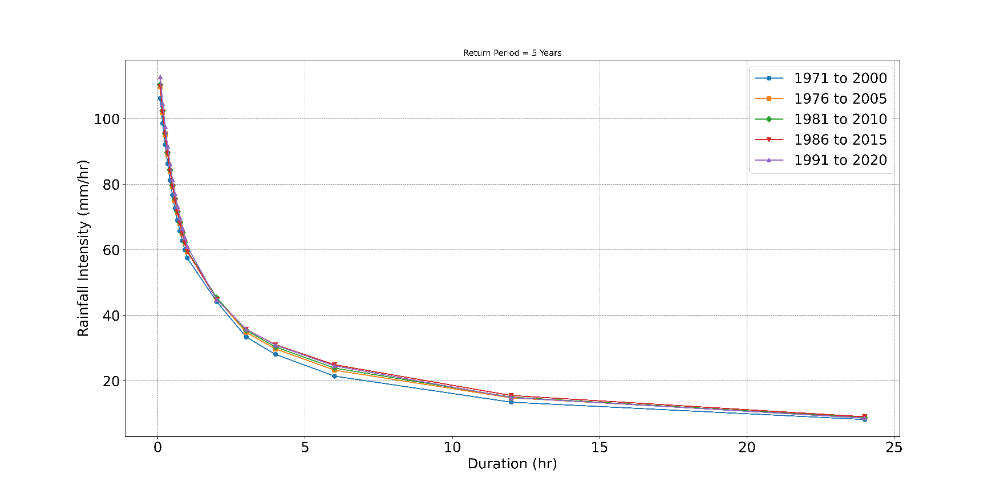 Return Period = 5 Years
1971 to 2000
1976 to 2005
1981 to 2010
1986 to 2015
1991 to 2020
Rainfall Intensity (mm/hr)
100
80
60
40
20
0 5 10 15 20 25
Duration (hr)